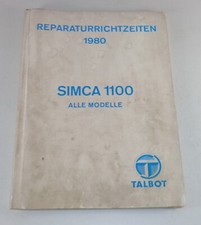 REPARATURRICHTZEITEN
1980
SIMCA 1100
ALLE MODELLE
TALBOT